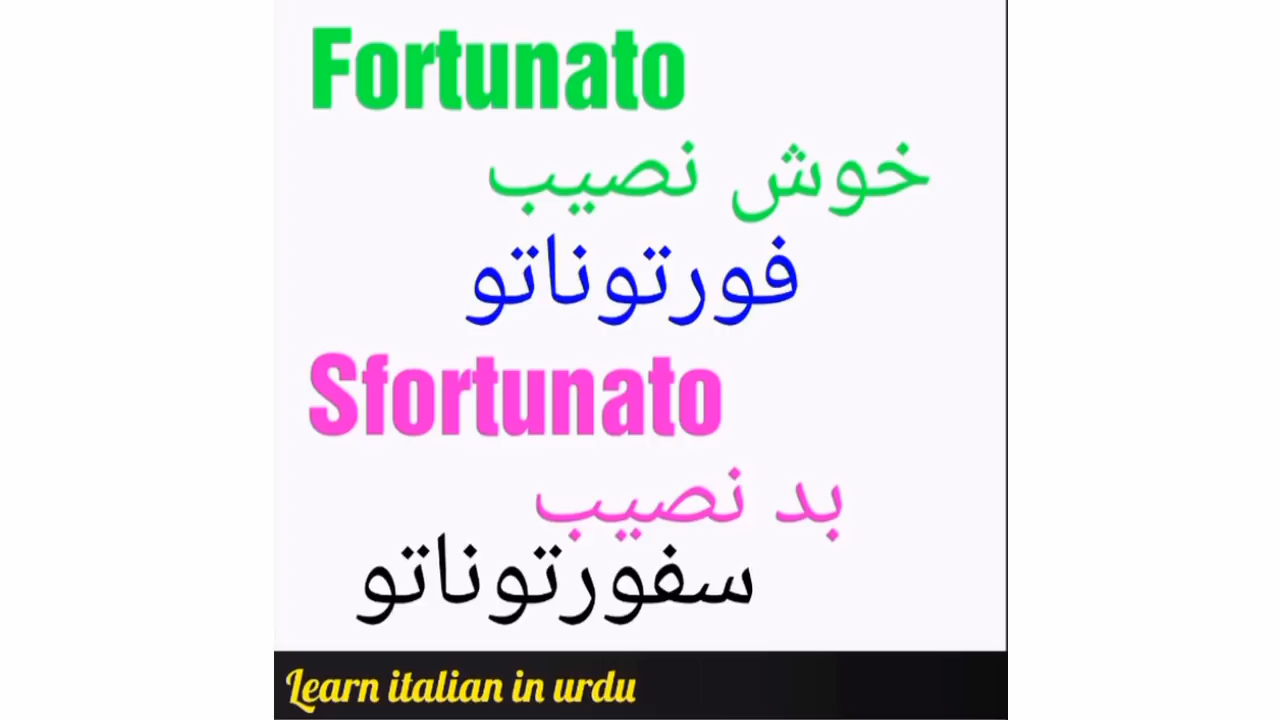 Fortunato
خوش نصیب
فورتوناتو
Sfortunato
بد نصیب
سفورتوناتو
Learn italian in urdu